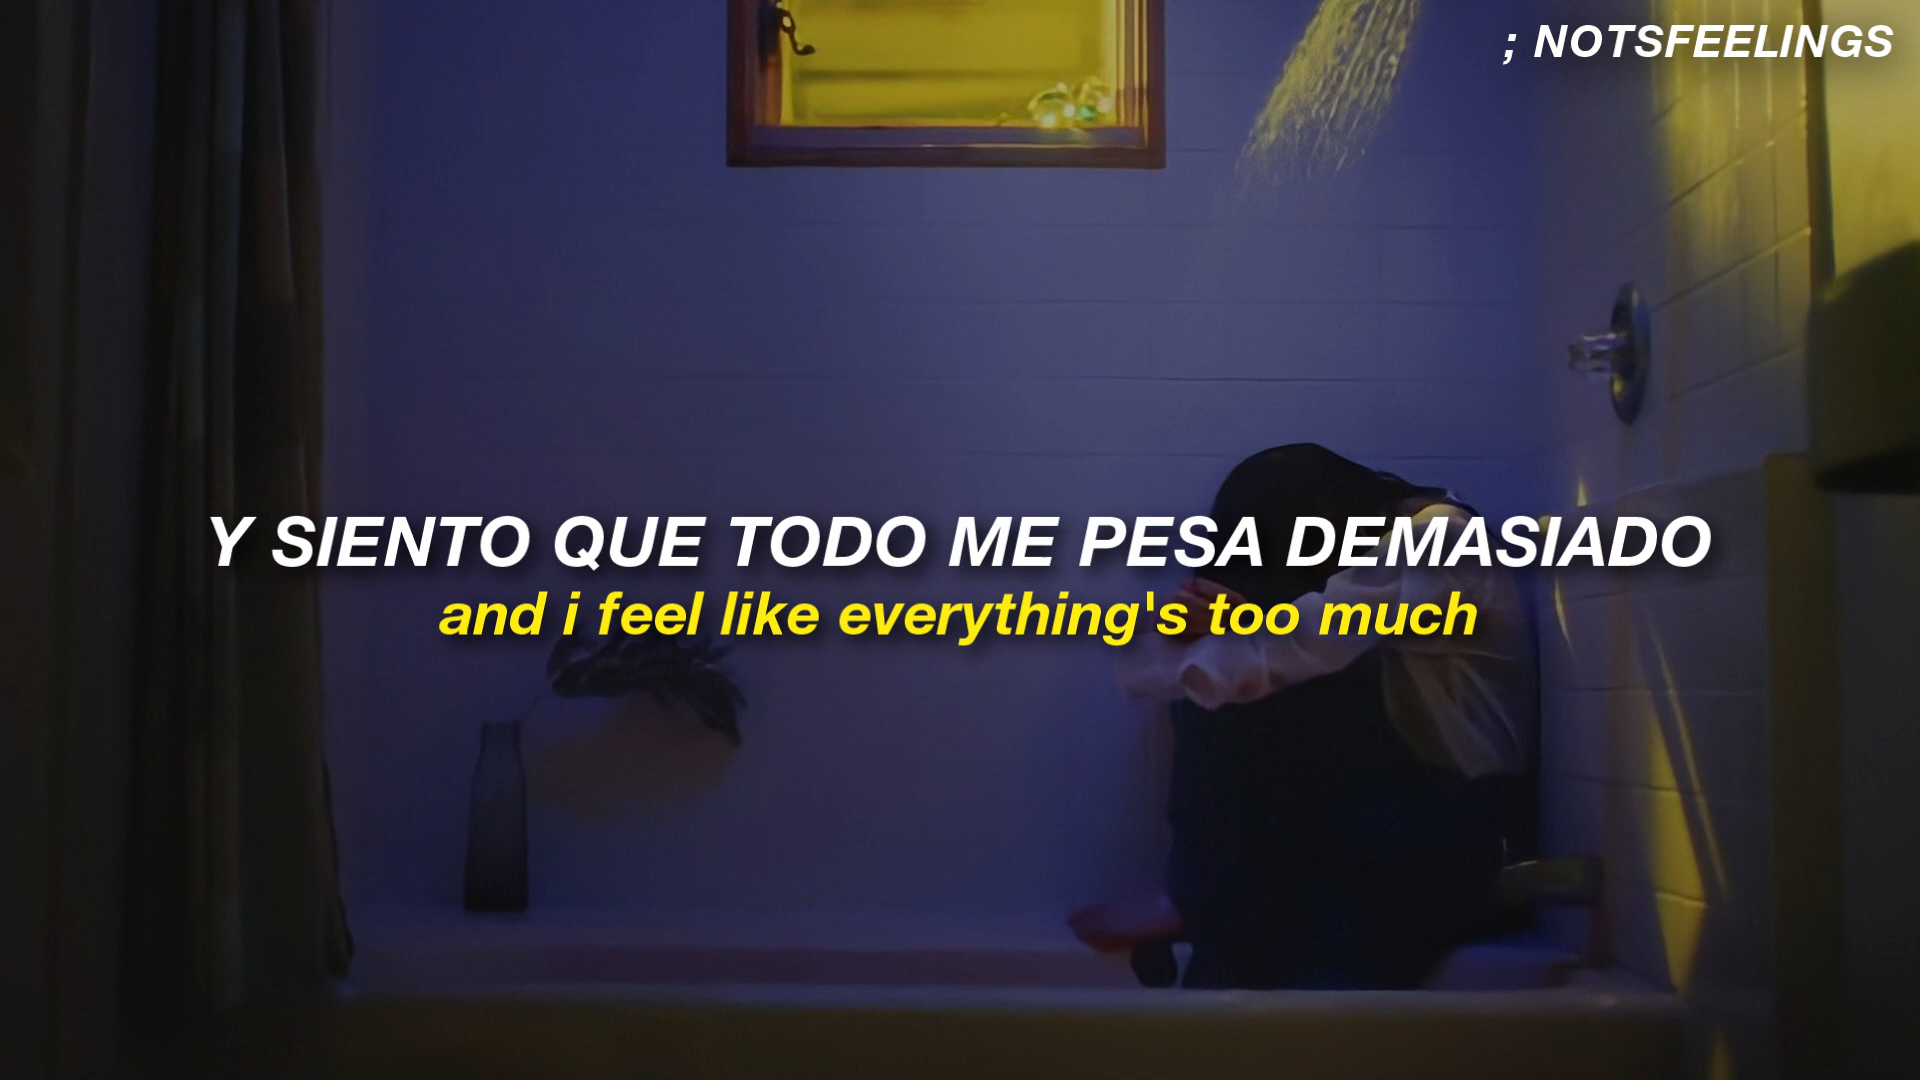 ; NOTSFEELINGS
Y SIENTO QUE TODO ME PESA DEMASIADO
and i feel like everything's too much